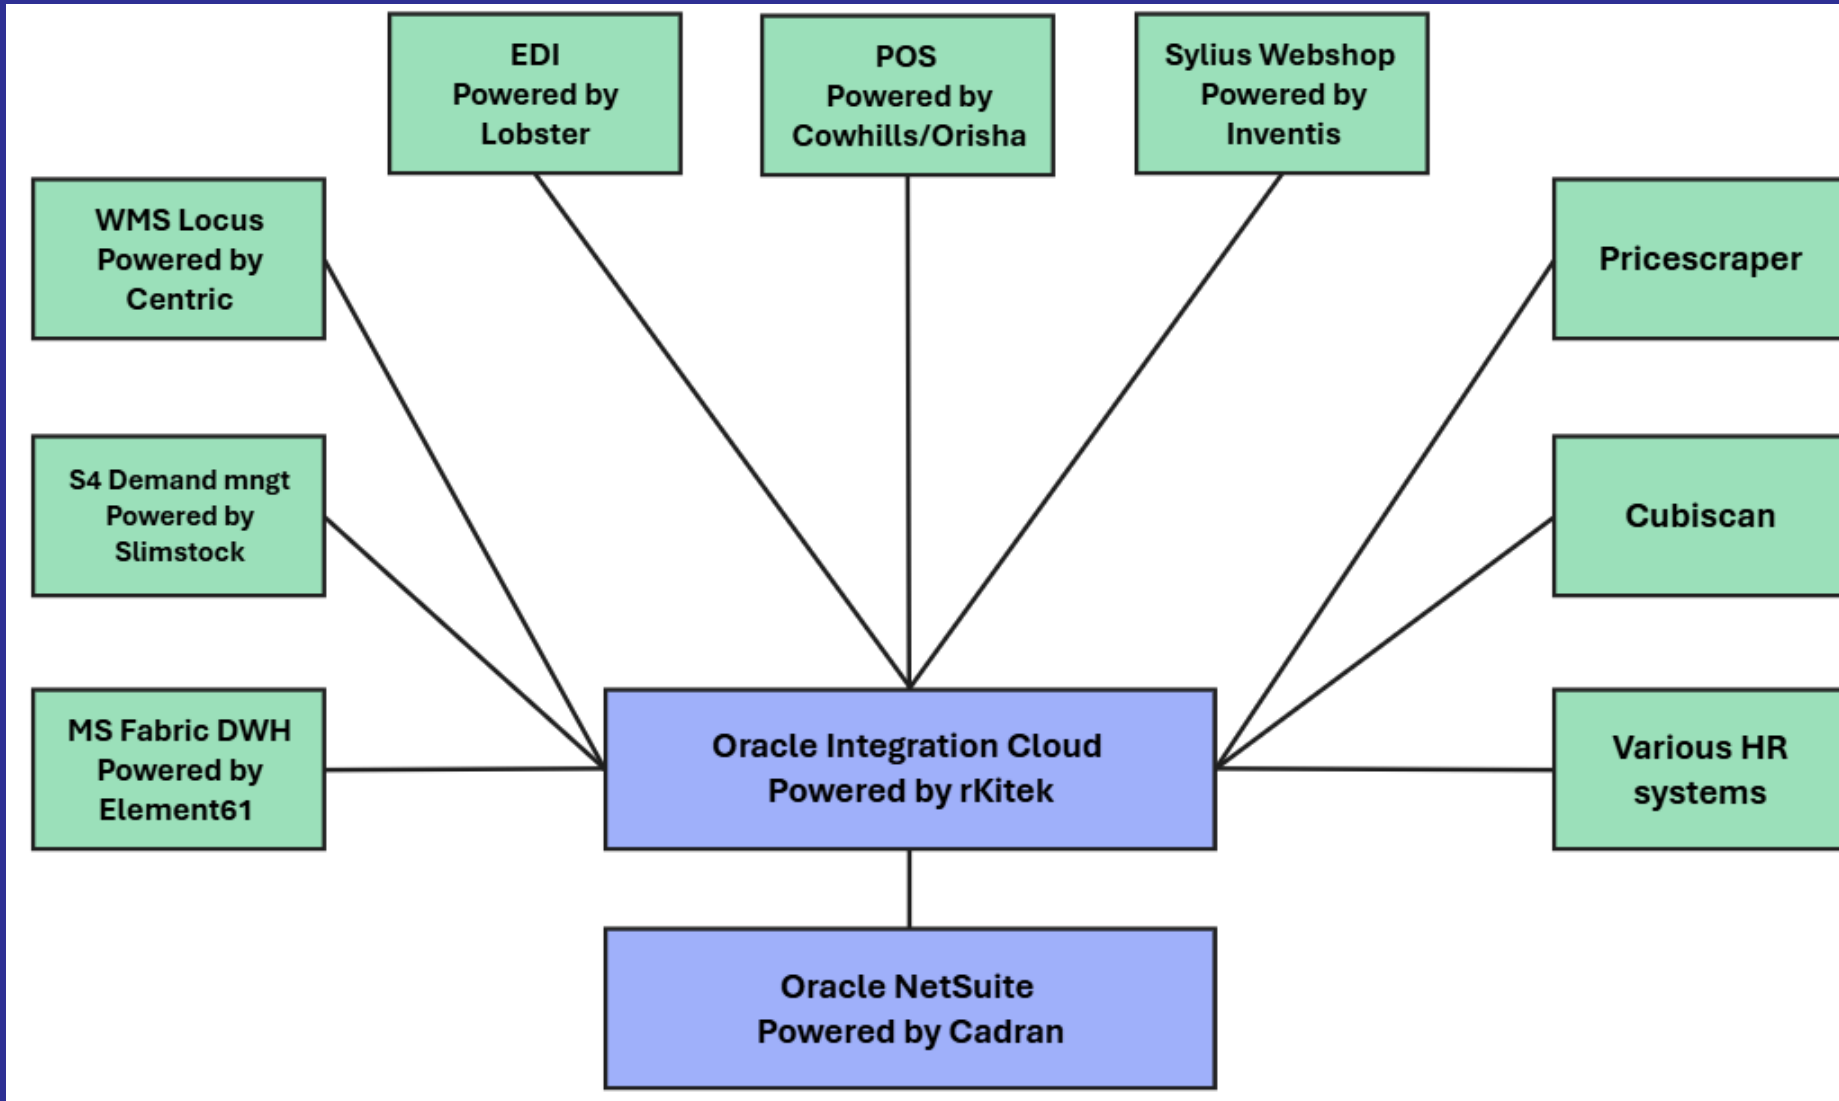 EDI
Powered by
Lobster
POS
Powered by
Cowhills/Orisha
Sylius Webshop
Powered by
Inventis
WMS Locus
Powered by
Centric
Pricescraper
S4 Demand mngt
Powered by
Slimstock
Cubiscan
MS Fabric DWH
Powered by
Element61
Oracle Integration Cloud
Powered by rKitek
Various HR
systems
Oracle NetSuite
Powered by Cadran